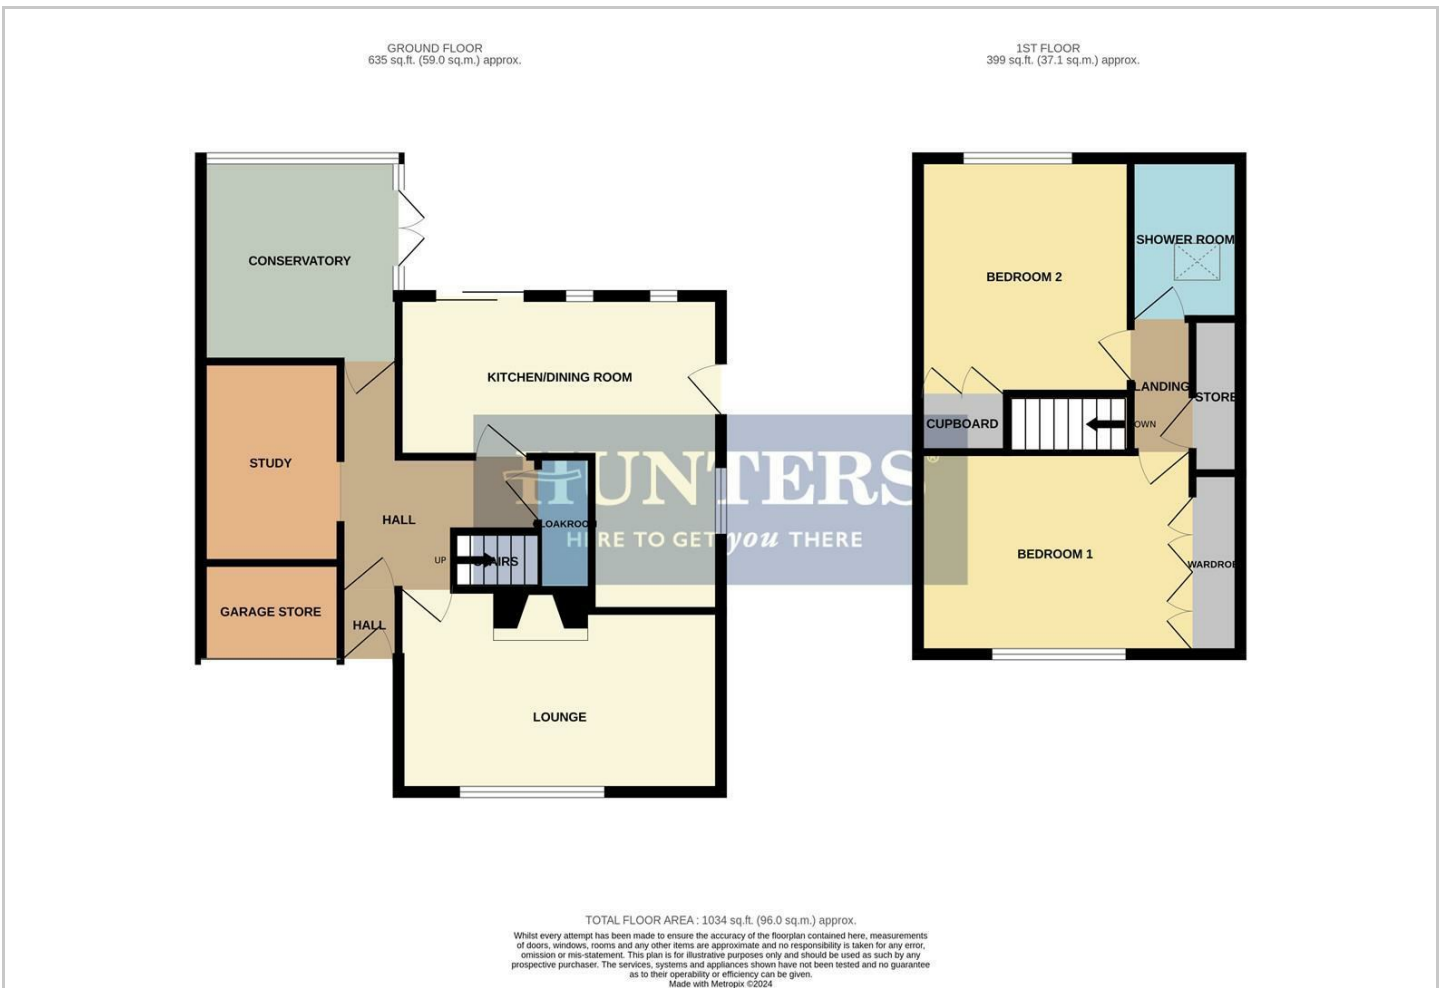 GROUND FLOOR
635 sq.ft. (59.0 sq.m.) approx.
1ST FLOOR
399 sq.ft. (37.1 sq.m.) approx.
CONSERVATORY
KITCHEN/DINING ROOM
STUDY
HALL
CLOAKROOM
UP
STAIRS
GARAGE STORE
HALL
LOUNGE
SHOWER ROOM
BEDROOM 2
LANDING
STORE
CUPBOARD
DOWN
BEDROOM 1
WARDROBE
HUNTERS®
HERE TO GET you THERE
TOTAL FLOOR AREA : 1034 sq.ft. (96.0 sq.m.) approx.
Whilst every attempt has been made to ensure the accuracy of the floorplan contained here, measurements
of doors, windows, rooms and any other items are approximate and no responsibility is taken for any error,
omission or mis-statement. This plan is for illustrative purposes only and should be used as such by any
prospective purchaser. The services, systems and appliances shown have not been tested and no guarantee
as to their operability or efficiency can be given.
Made with Metropix ©2024